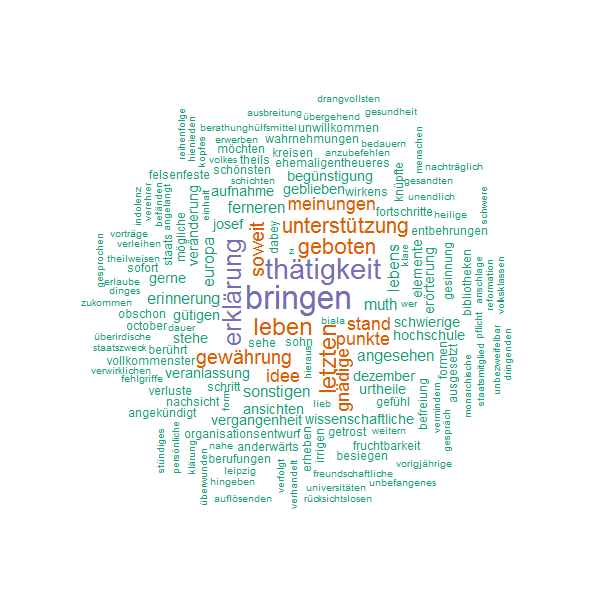 drangvollsten
ausbreitung
übergehend
gesundheit
berathung
hülfsmittel
unwillkommen
reihenfolge
hienieden
kopfes
erwerben
wahrnehmungen
bedauern
möchten
kreisen
anzubefehlen
menschen
volkes
theils
ehemaligen
theueres
nachträglich
felsenfeste
schönsten
begünstigung
schichten
gesandten
indolenz
verehrer
befänden
angelangt
aufnahme
geblieben
wirkens
knüpfte
unendlich
schwere
einhalt
veränderung
ferneren
meinungen
fortschritte
heilige
vorträge
verleihen
josef
dabey
unterstützung
entbehrungen
gesprochen
theilweisen
staats
mögliche
europa
erklärung
soweit
z
geboten
lebens
klare
elemente
erörterung
gesinnung
bibliotheken
anschlage
reformation
volksklassen
sofort
erlaube
gerne
thätigkeit
dinges
zukommen
erinnerung
bringen
muth
wer
obschon
gütigen
october
dauer
leben
biala
stand
schwierige
pflicht
überirdische
stehe
sehe
sohn
letzten
punkte
hochschule
staatszweck
berührt
gewährung
hieraus
gnädige
angesehen
formen
ausgesetzt
monarchische
staatsmitglied
unbezweifelbar
dringenden
vollkommenster
verwirklichen
veranlassung
idee
dezember
fehlgriffe
schritt
verluste
form
sonstigen
urtheile
nachsicht
lieb
gefühl
befreiung
vermindern
gespräch
angekündigt
ansichten
vergangenheit
wissenschaftliche
organisationsentwurf
getrost
weitern
stündiges
persönliche
klärung
nahe
anderwärts
erheben
irrigen
fruchtbarkeit
besiegen
überwunden
berufungen
vorigjährige
leipzig
verfolgt
verhandelt
freundschaftliche
hingeben
unbefangenes
universitäten
auflösenden
rücksichtslosen